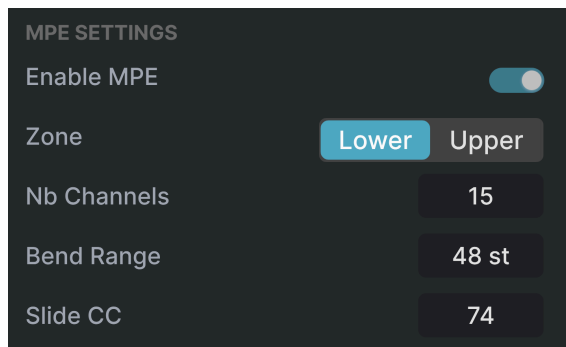 MPE SETTINGS
Enable MPE
Zone Lower Upper
Nb Channels 15
Bend Range 48 st
Slide CC 74